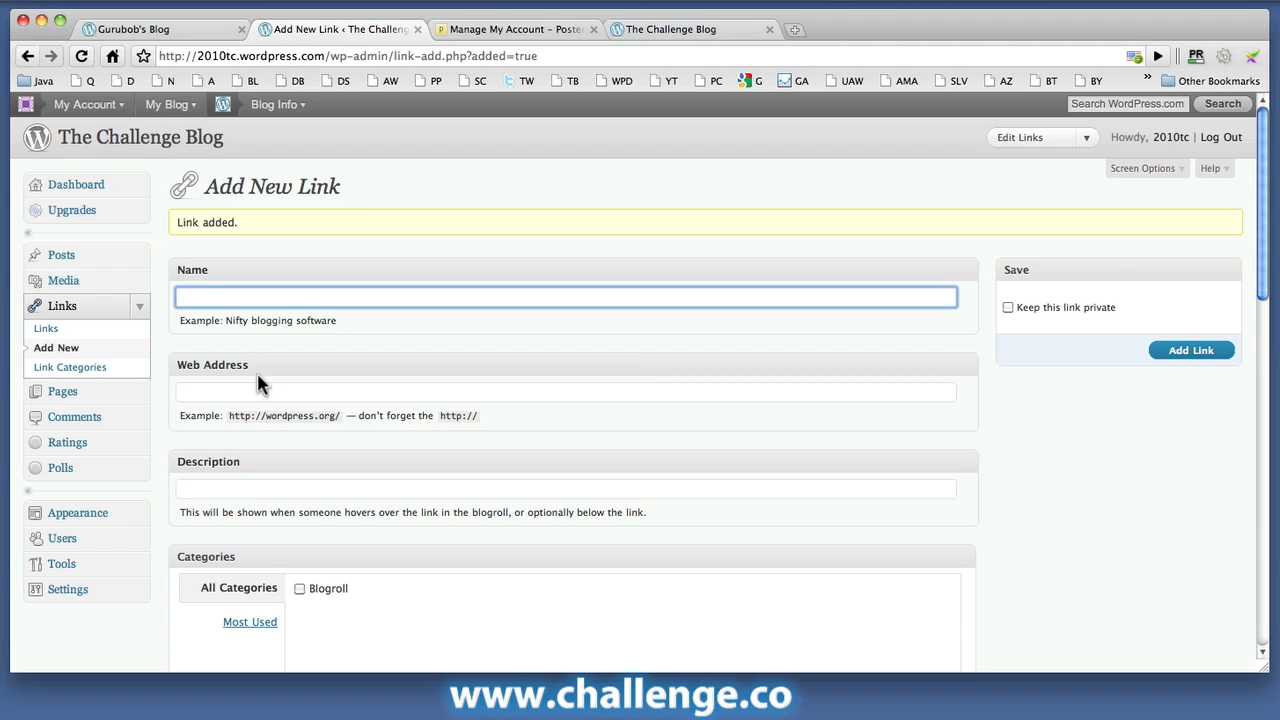 Gurubob's Blog
Add New Link ‹ The Challeng
Manage My Account – Poster
The Challenge Blog
http://2010tc.wordpress.com/wp-admin/link-add.php?added=true
PR
Java Q D N A BL DB DS AW PP SC TW TB WPD YT PC G GA UAW AMA SLV AZ BT BY » Other Bookmarks
My Account My Blog Blog Info Search WordPress.com Search
The Challenge Blog
Edit Links
Howdy, 2010tc | Log Out
Screen Options
Help
Dashboard
Upgrades
Posts
Media
Links
Links
Add New
Link Categories
Pages
Comments
Ratings
Polls
Appearance
Users
Tools
Settings
Add New Link
Link added.
Name
Example: Nifty blogging software
Web Address
Example: http://wordpress.org/ — don't forget the http://
Description
This will be shown when someone hovers over the link in the blogroll, or optionally below the link.
Categories
All Categories
Most Used
Blogroll
Save
Keep this link private
Add Link
www.challenge.co